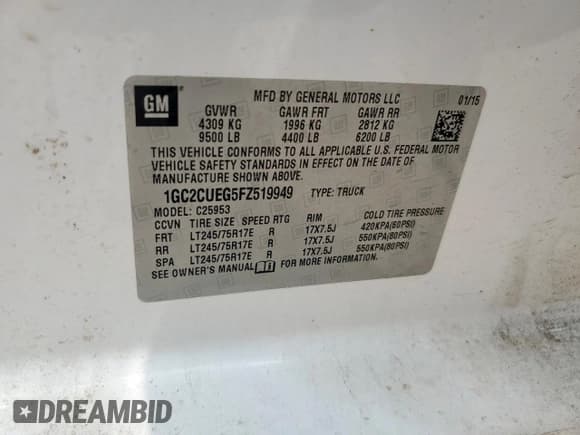 GM
MFD BY GENERAL MOTORS LLC 01/15
GVWR GAWR FRT GAWR RR
4309 KG 1996 KG 2812 KG
9500 LB 4400 LB 6200 LB
THIS VEHICLE CONFORMS TO ALL APPLICABLE U.S. FEDERAL MOTOR
VEHICLE SAFETY STANDARDS IN EFFECT ON THE DATE OF
MANUFACTURE SHOWN ABOVE.
1GC2CUEG5FZ519949 TYPE: TRUCK
MODEL: C25953
CCVN TIRE SIZE SPEED RTG RIM COLD TIRE PRESSURE
FRT LT245/75R17E R 17X7.5J 420KPA(60PSI)
RR LT245/75R17E R 17X7.5J 550KPA(80PSI)
SPA LT245/75R17E R 17X7.5J 550KPA(80PSI)
SEE OWNER'S MANUAL FOR MORE INFORMATION.
DREAMBID